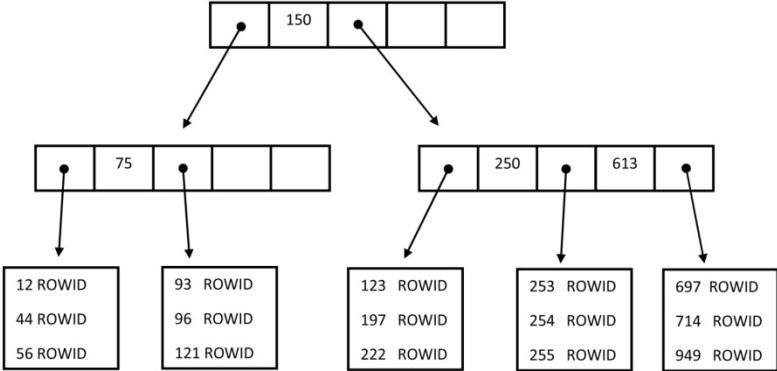 150
75
250 613
12 ROWID
44 ROWID
56 ROWID
93 ROWID
96 ROWID
121 ROWID
123 ROWID
197 ROWID
222 ROWID
253 ROWID
254 ROWID
255 ROWID
697 ROWID
714 ROWID
949 ROWID